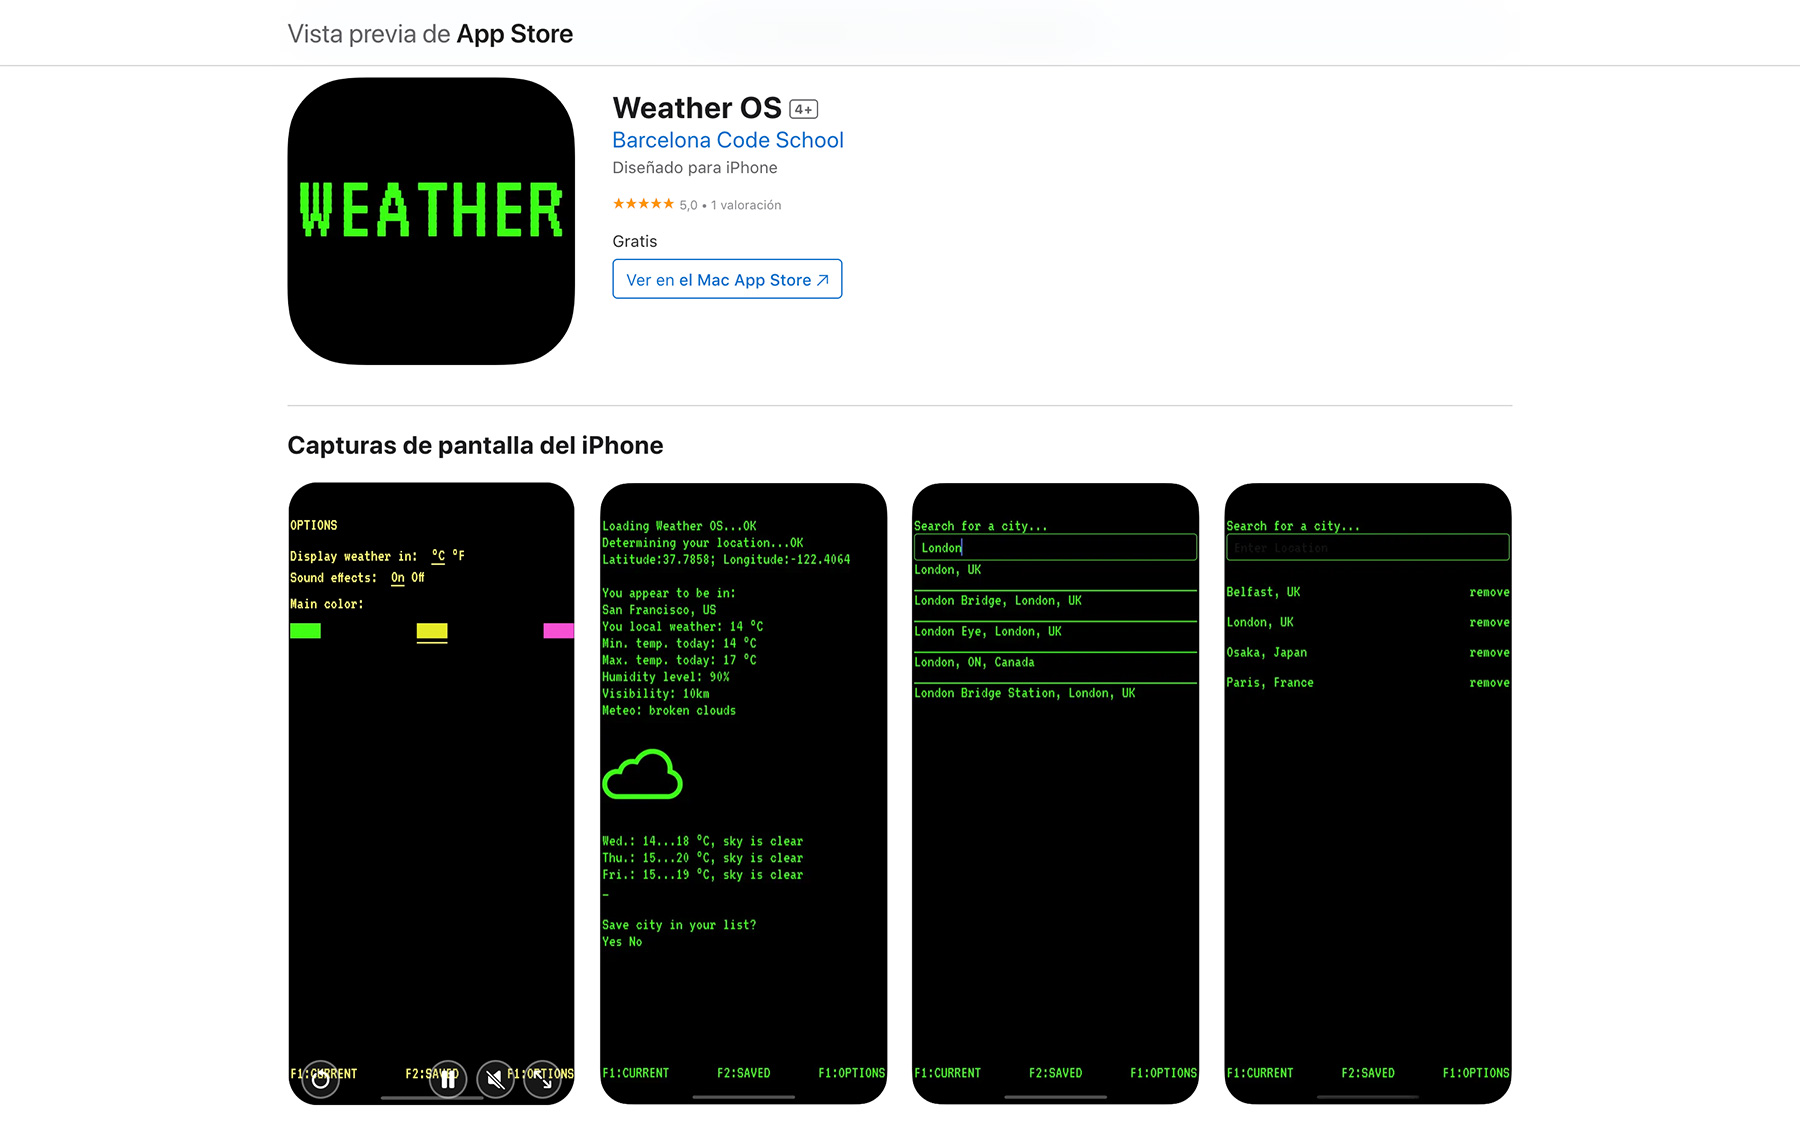 Vista previa de App Store
WEATHER
Weather OS 4+
Barcelona Code School
Diseñado para iPhone
★★★★★ 5,0 • 1 valoración
Gratis
Ver en el Mac App Store ↗
Capturas de pantalla del iPhone
OPTIONS
Display weather in: ºC ºF
Sound effects: On Off
Main color:
F1:CURRENT F2:SAVED F1:OPTIONS
Loading Weather OS...OK
Determining your location...OK
Latitude:37.7858; Longitude:-122.4064
You appear to be in:
San Francisco, US
You local weather: 14 ºC
Min. temp. today: 14 ºC
Max. temp. today: 17 ºC
Humidity level: 90%
Visibility: 10km
Meteo: broken clouds
Wed.: 14...18 ºC, sky is clear
Thu.: 15...20 ºC, sky is clear
Fri.: 15...19 ºC, sky is clear
_
Save city in your list?
Yes No
F1:CURRENT F2:SAVED F1:OPTIONS
Search for a city...
London
London, UK
London Bridge, London, UK
London Eye, London, UK
London, ON, Canada
London Bridge Station, London, UK
F1:CURRENT F2:SAVED F1:OPTIONS
Search for a city...
Enter Location
Belfast, UK remove
London, UK remove
Osaka, Japan remove
Paris, France remove
F1:CURRENT F2:SAVED F1:OPTIONS